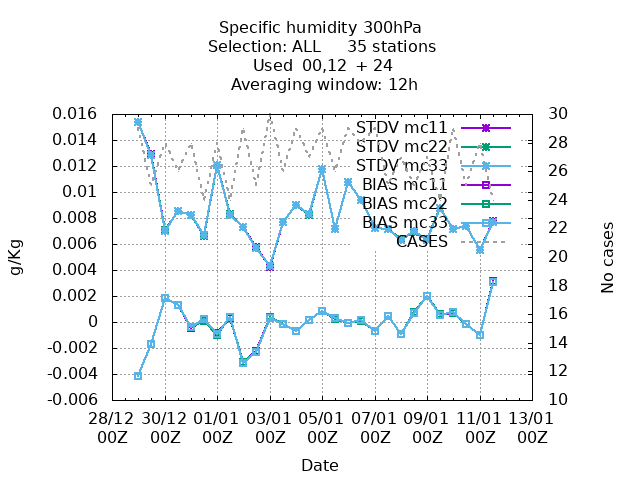 Specific humidity 300hPa
Selection: ALL     35 stations
Used  00,12  + 24
Averaging window: 12h
0.016
0.014
0.012
0.01
0.008
0.006
0.004
0.002
0
-0.002
-0.004
-0.006
g/Kg
30
28
26
24
22
20
18
16
14
12
10
No cases
STDV mc11
STDV mc22
STDV mc33
BIAS mc11
BIAS mc22
BIAS mc33
CASES
28/12 30/12 01/01 03/01 05/01 07/01 09/01 11/01 13/01
00Z 00Z 00Z 00Z 00Z 00Z 00Z 00Z 00Z
Date